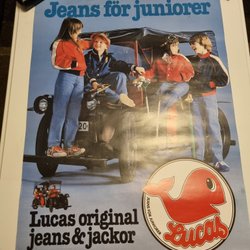 Jeans för juniorer
Lucas original
jeans & jackor
Lucas